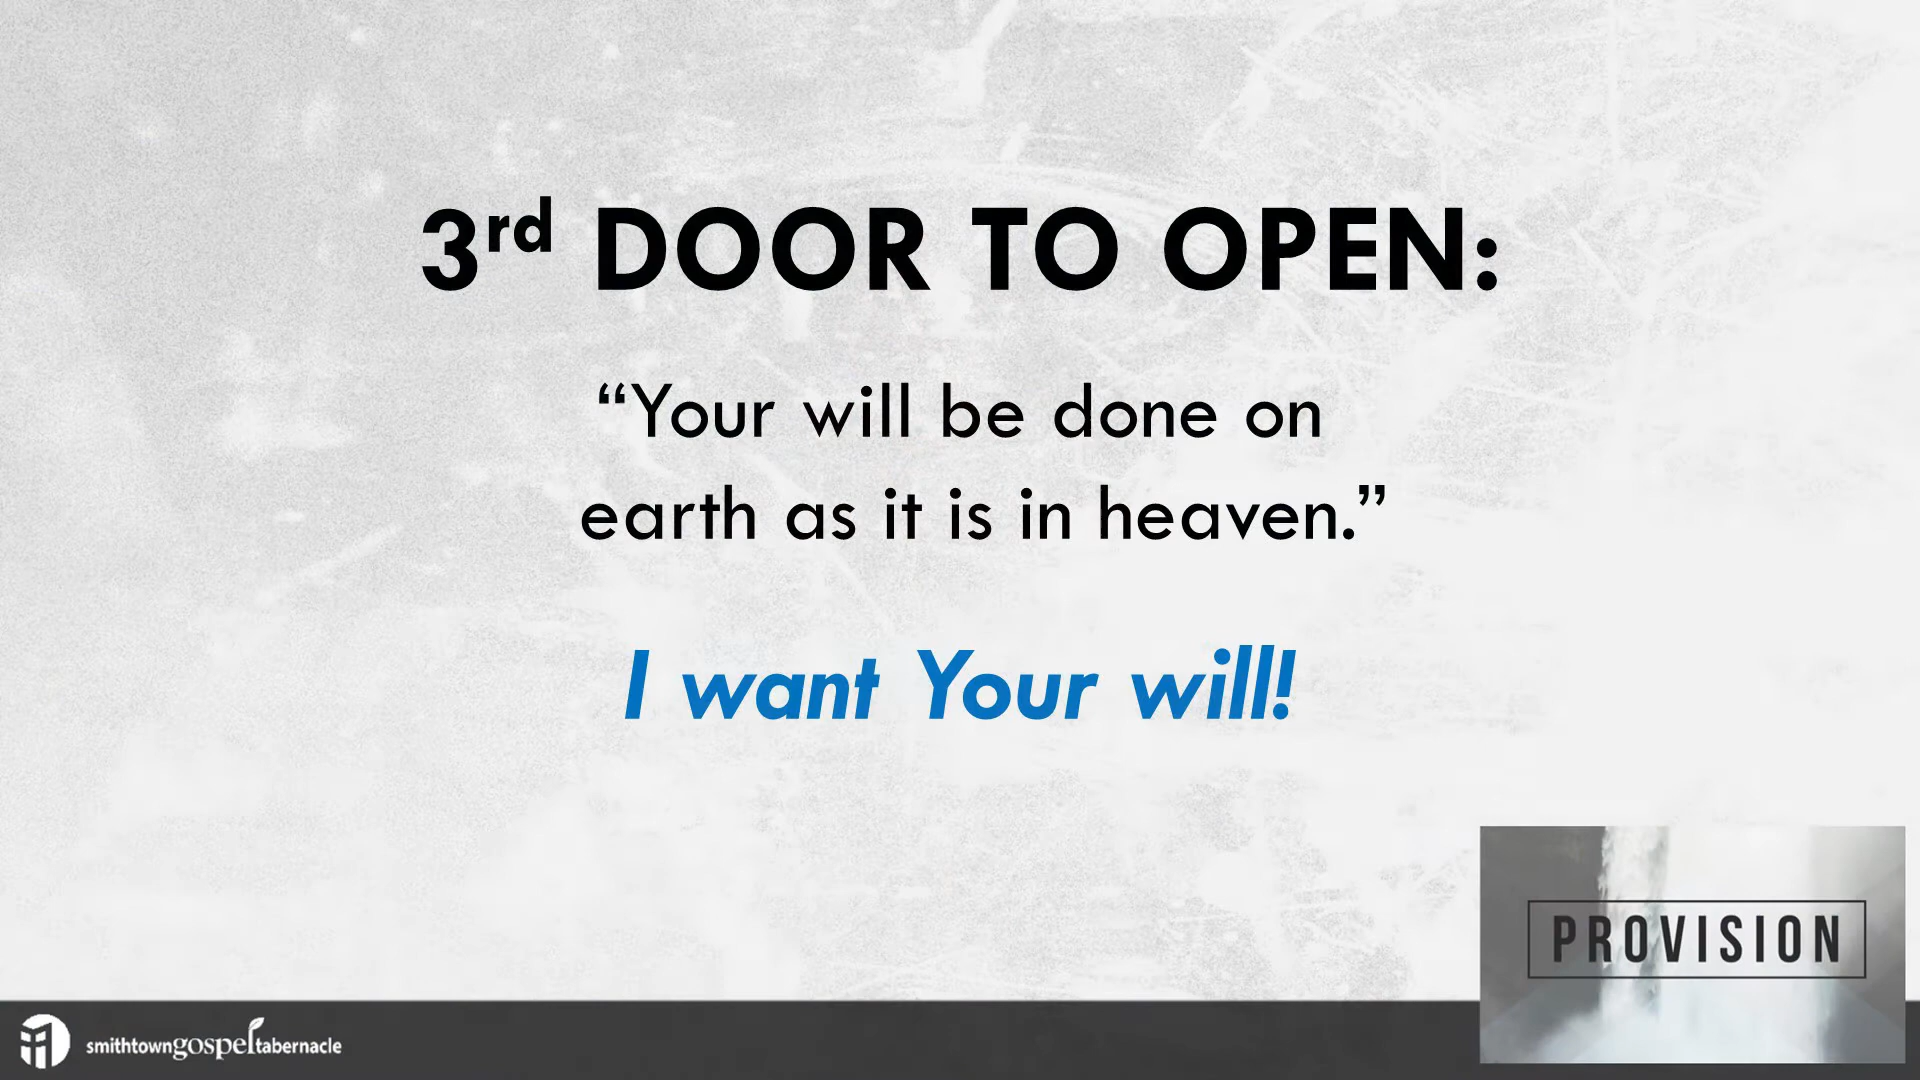 3rd DOOR TO OPEN:
“Your will be done on
earth as it is in heaven.”
I want Your will!
PROVISION
smithtowngospeltabernacle